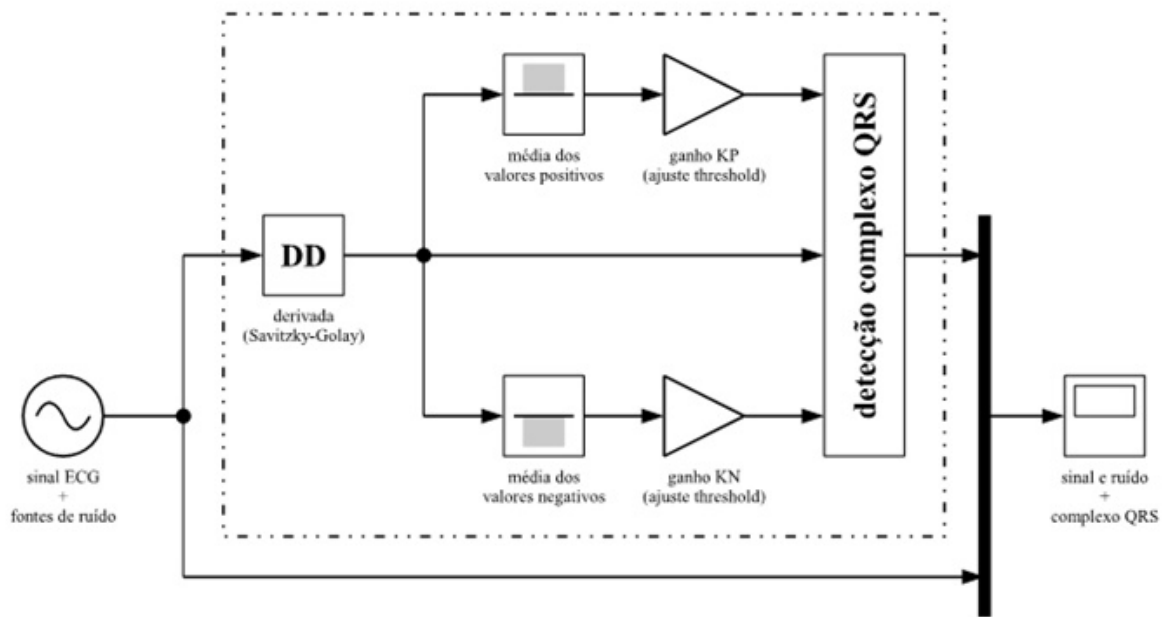 média dos
valores positivos
ganho KP
(ajuste threshold)
detecção complexo QRS
DD
derivada
(Savitzky-Golay)
sinal ECG
+
fontes de ruído
média dos
valores negativos
ganho KN
(ajuste threshold)
sinal e ruído
+
complexo QRS